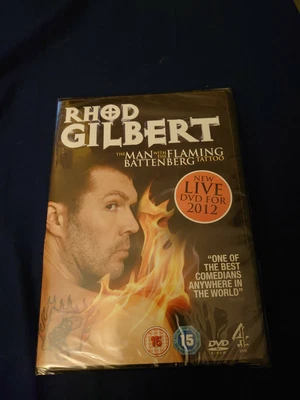 RHOD
GILBERT
THE MAN WITH THE FLAMING
BATTENBERG TATTOO
NEW
LIVE
DVD FOR
2012
"ONE OF
THE BEST
COMEDIANS
ANYWHERE IN
THE WORLD"
15
15
DVD
4